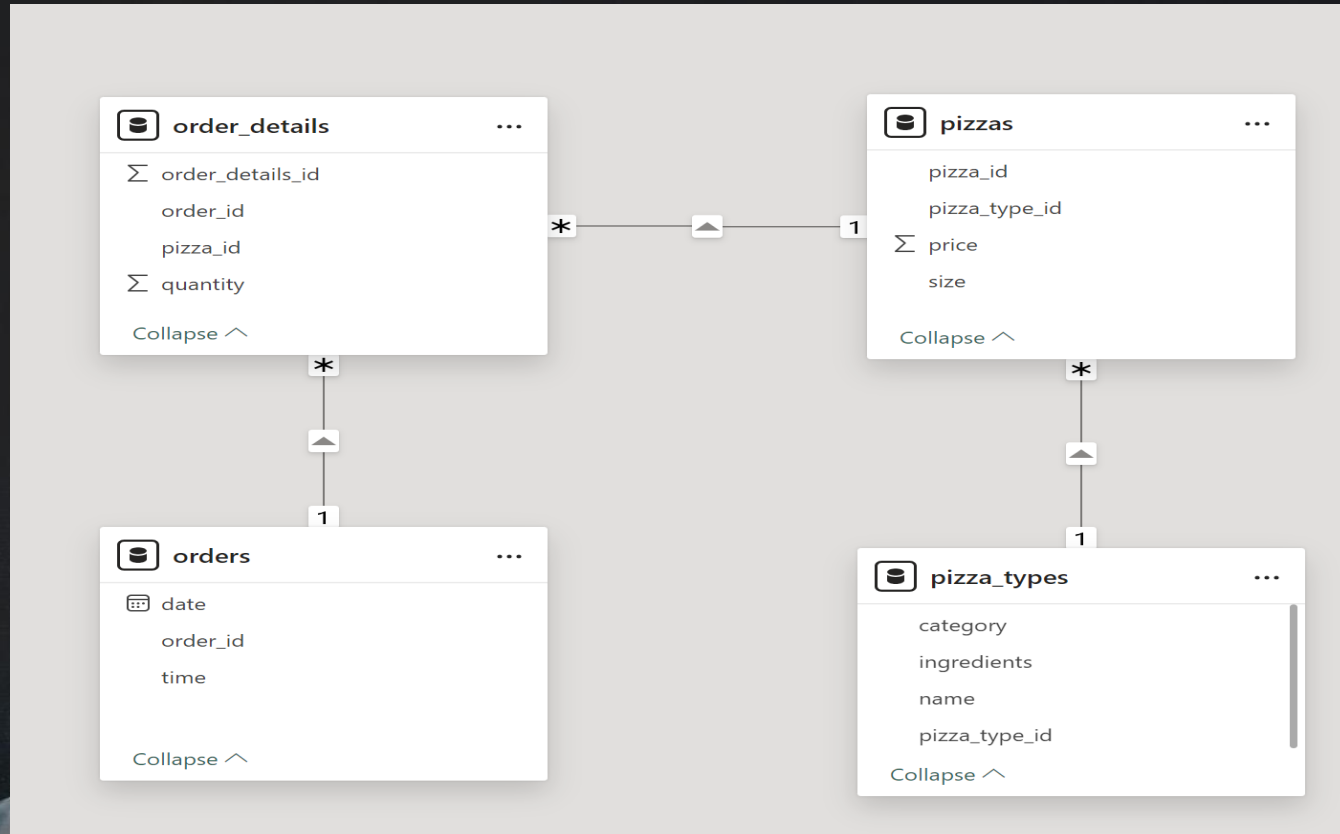 order_details
...
order_details_id
order_id
pizza_id
quantity
Collapse
pizzas
...
pizza_id
pizza_type_id
price
size
Collapse
*
1
*
1
*
1
orders
...
date
order_id
time
Collapse
pizza_types
...
category
ingredients
name
pizza_type_id
Collapse